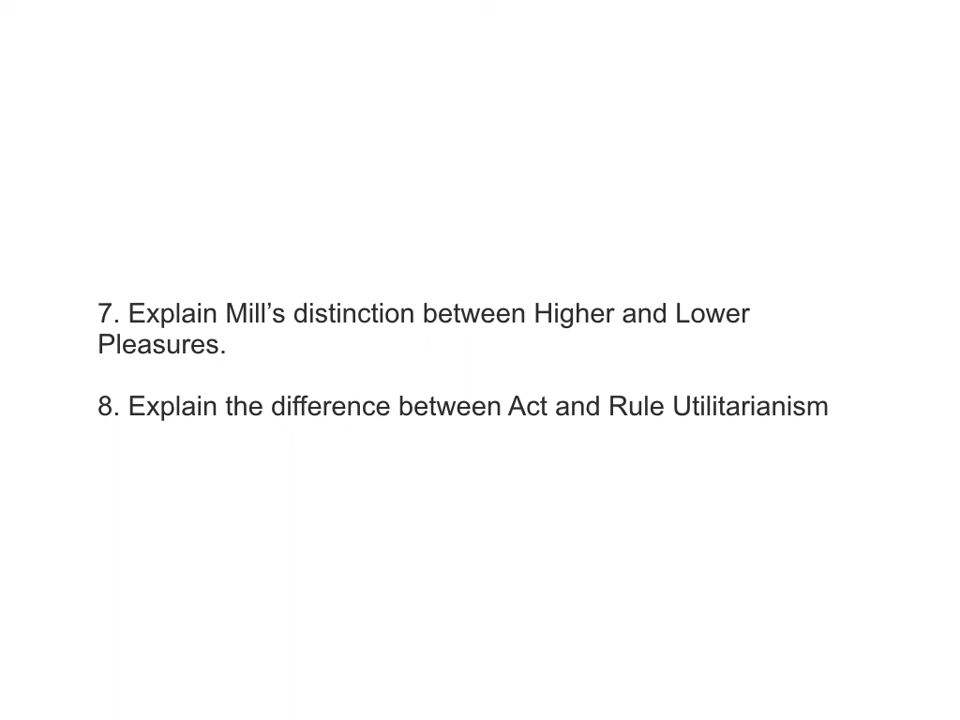 7. Explain Mill’s distinction between Higher and Lower
Pleasures.
8. Explain the difference between Act and Rule Utilitarianism